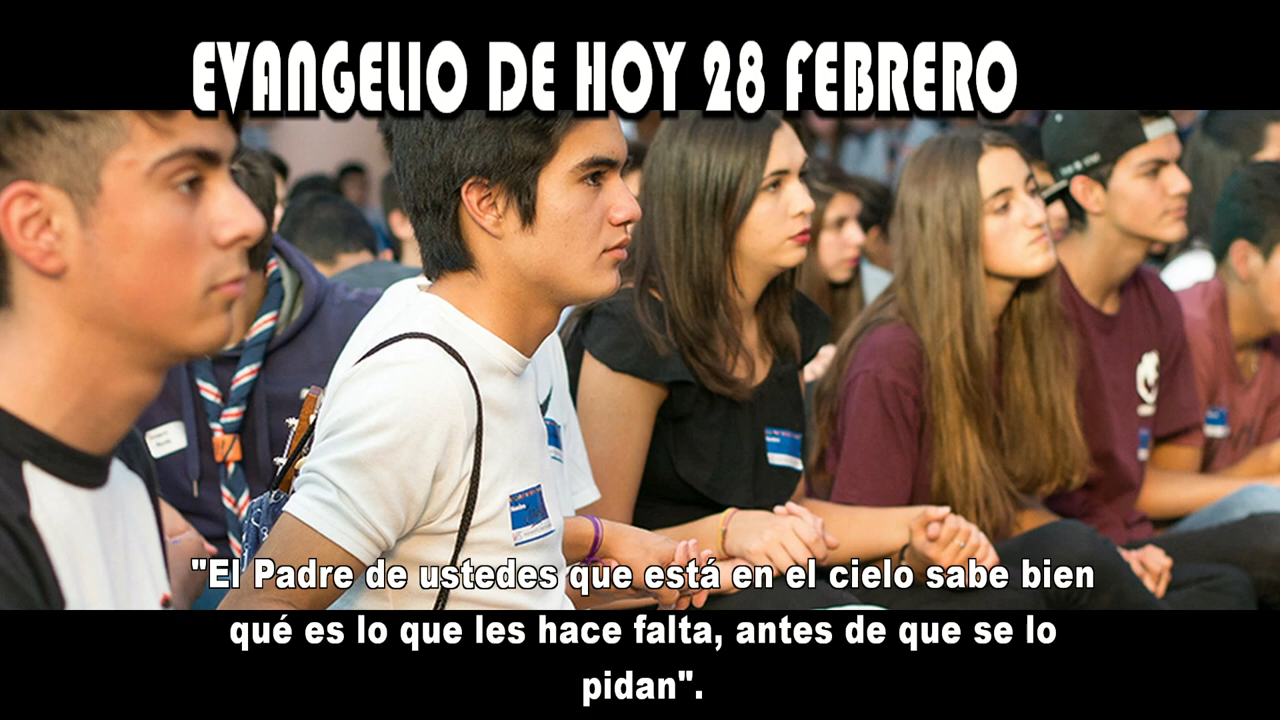 EVANGELIO DE HOY 28 FEBRERO
"El Padre de ustedes que está en el cielo sabe bien
qué es lo que les hace falta, antes de que se lo
pidan".